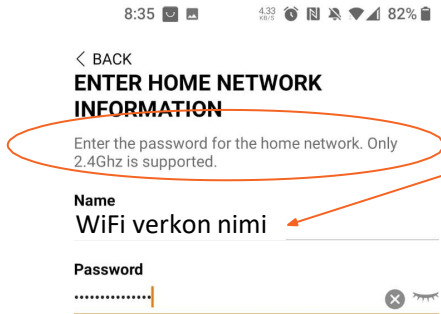 8:35 4.33 KB/S 82%
< BACK
ENTER HOME NETWORK
INFORMATION
Enter the password for the home network. Only
2.4Ghz is supported.
Name
WiFi verkon nimi
Password
•••••••••••••••